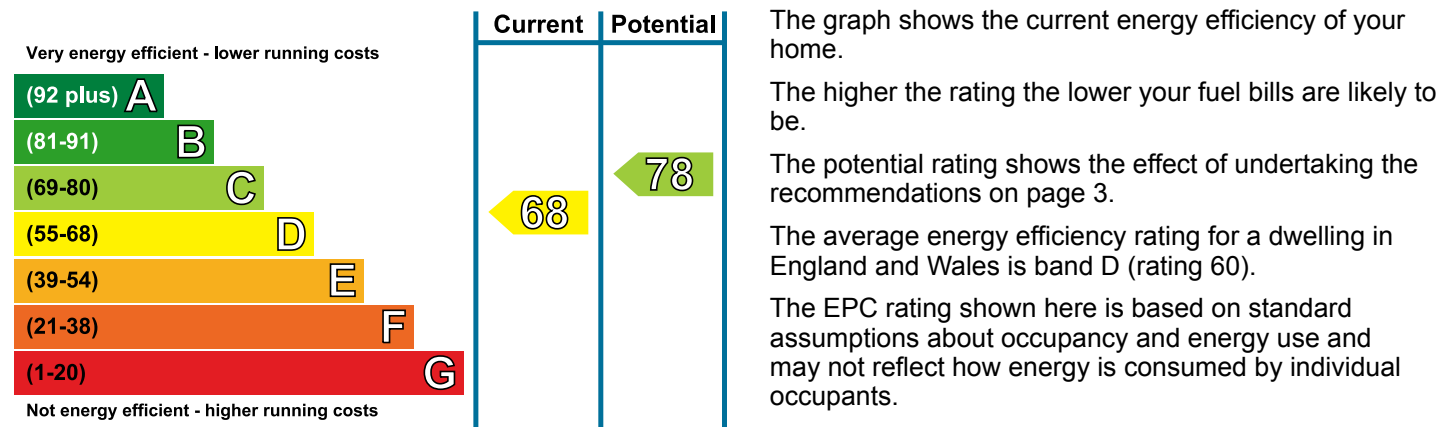 Current Potential
Very energy efficient - lower running costs
(92 plus) A
(81-91) B
(69-80) C
(55-68) D
(39-54) E
(21-38) F
(1-20) G
Not energy efficient - higher running costs
68
78
The graph shows the current energy efficiency of your
home.
The higher the rating the lower your fuel bills are likely to
be.
The potential rating shows the effect of undertaking the
recommendations on page 3.
The average energy efficiency rating for a dwelling in
England and Wales is band D (rating 60).
The EPC rating shown here is based on standard
assumptions about occupancy and energy use and
may not reflect how energy is consumed by individual
occupants.